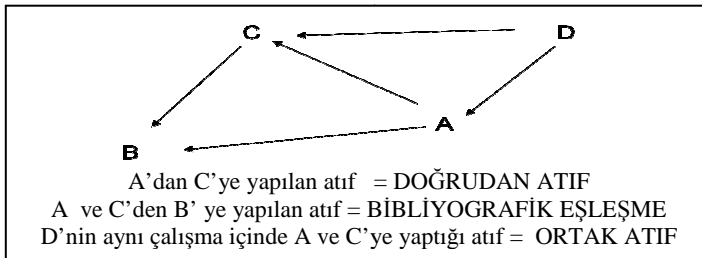 C D
A
B
A'dan C'ye yapılan atıf = DOĞRUDAN ATIF
A ve C'den B' ye yapılan atıf = BİBLİYOGRAFİK EŞLEŞME
D'nin aynı çalışma içinde A ve C'ye yaptığı atıf = ORTAK ATIF